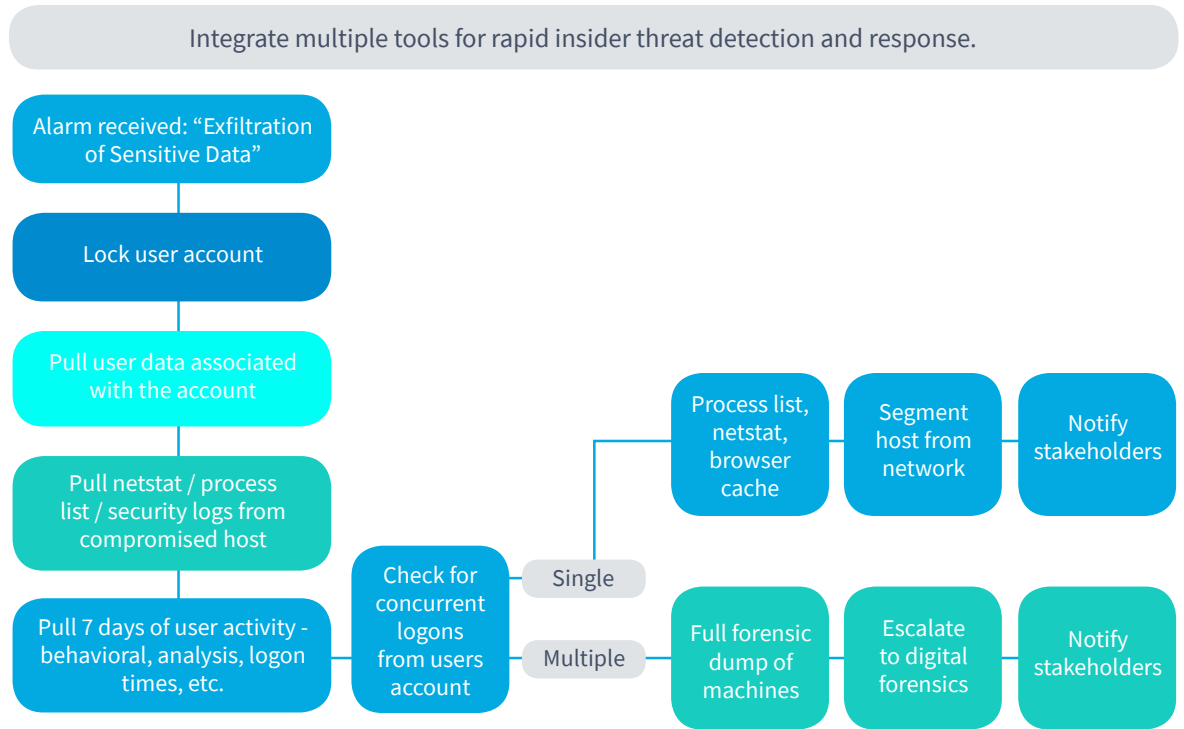 Integrate multiple tools for rapid insider threat detection and response.
Alarm received: “Exfiltration
of Sensitive Data”
Lock user account
Pull user data associated
with the account
Pull netstat / process
list / security logs from
compromised host
Pull 7 days of user activity -
behavioral, analysis, logon
times, etc.
Check for
concurrent
logons
from users
account
Single
Process list,
netstat,
browser
cache
Segment
host from
network
Notify
stakeholders
Multiple
Full forensic
dump of
machines
Escalate
to digital
forensics
Notify
stakeholders